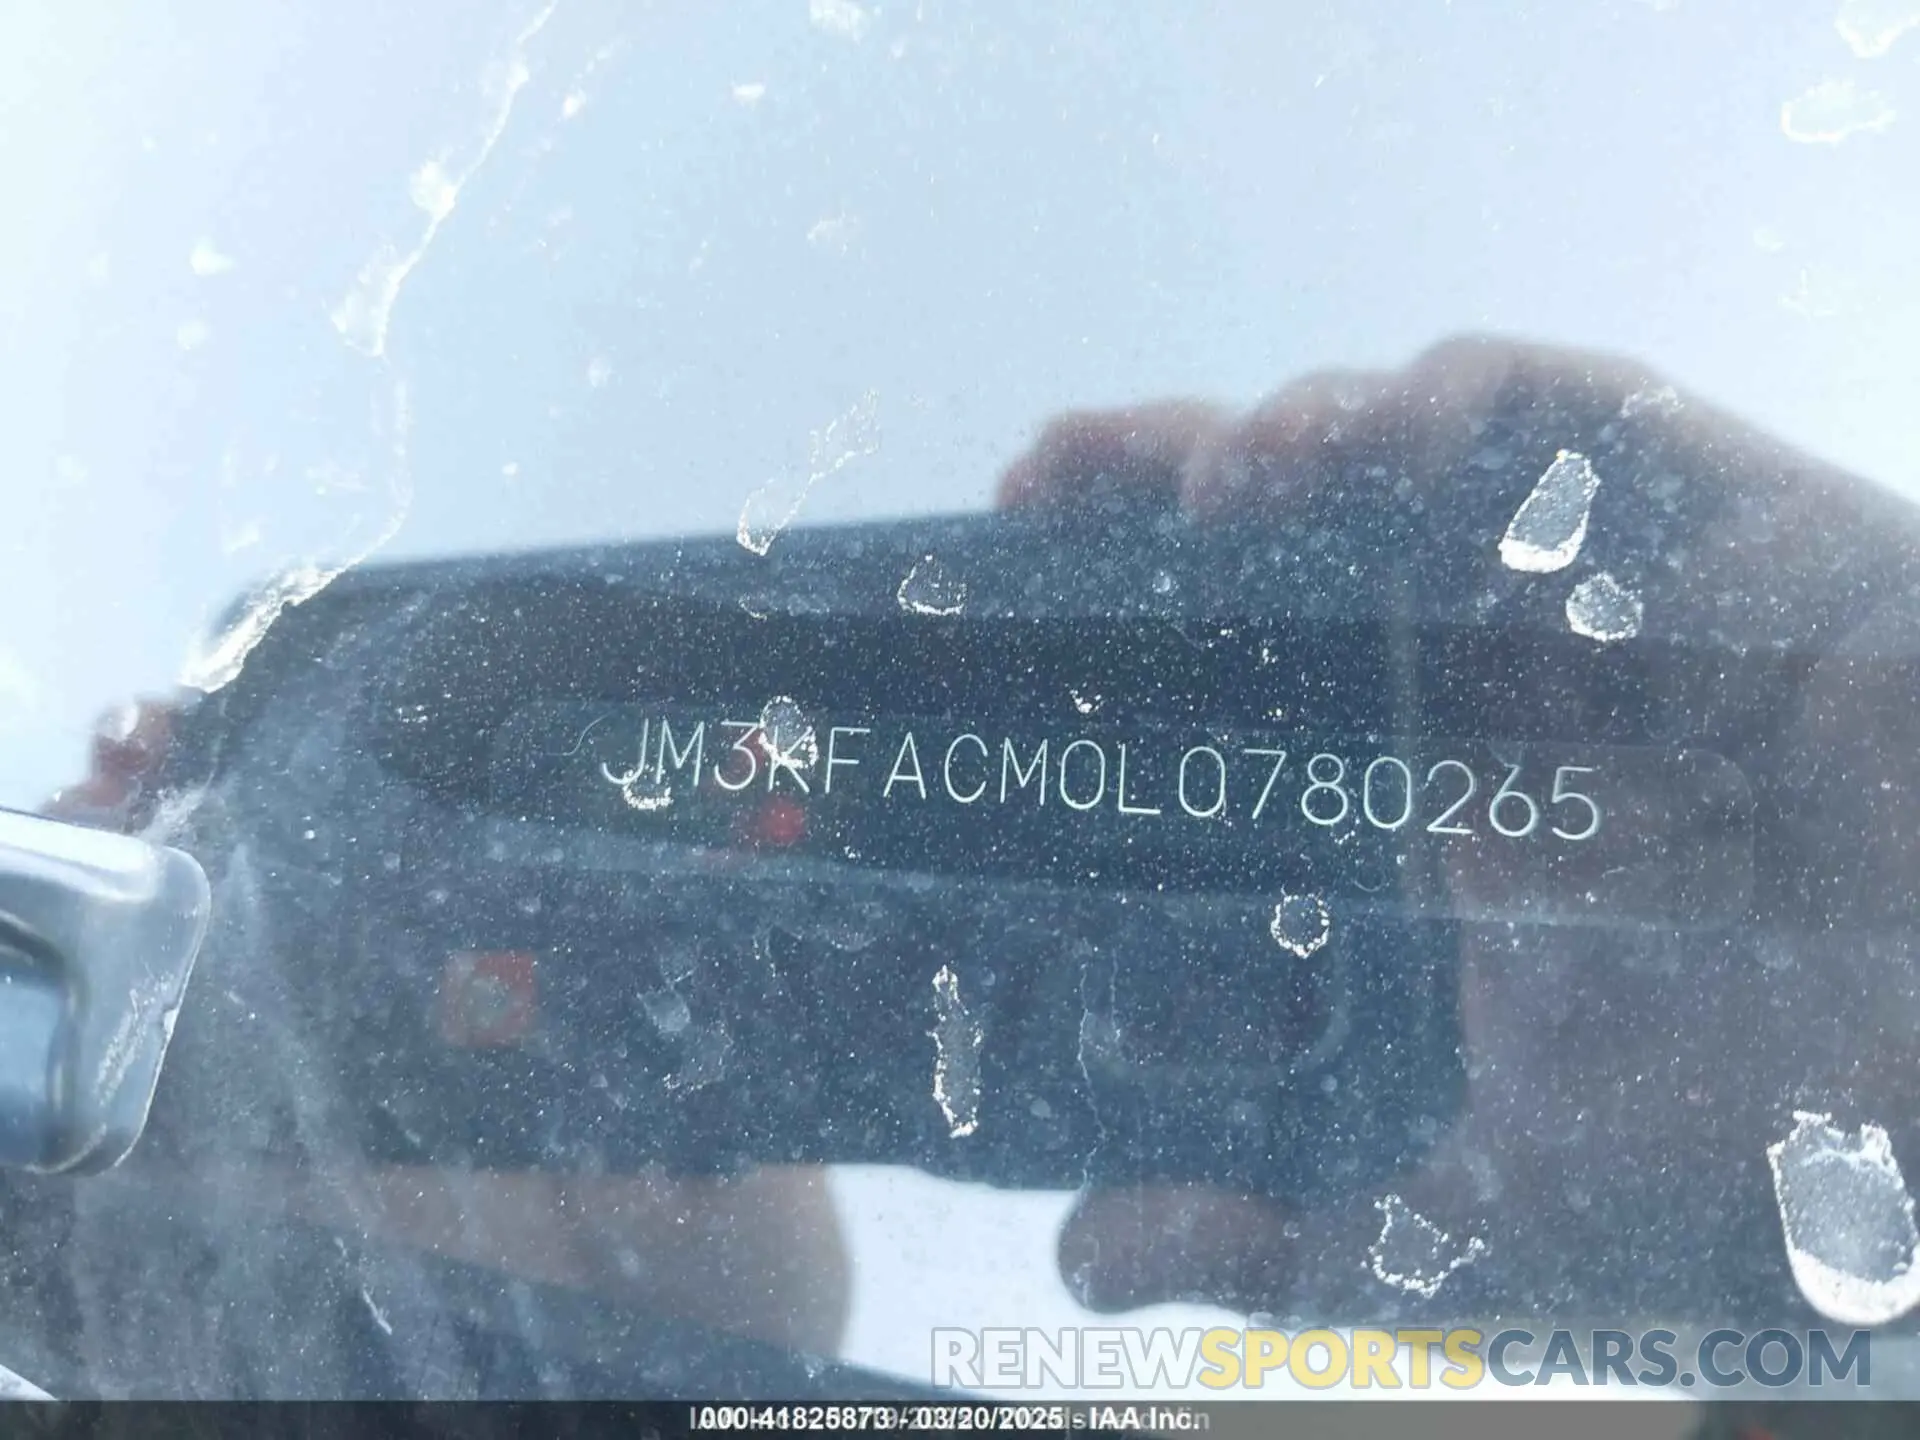 JM3KFACM0L0780265
RENEWSPORTSCARS.COM
000-41825873 - 03/20/2025 - IAA Inc.